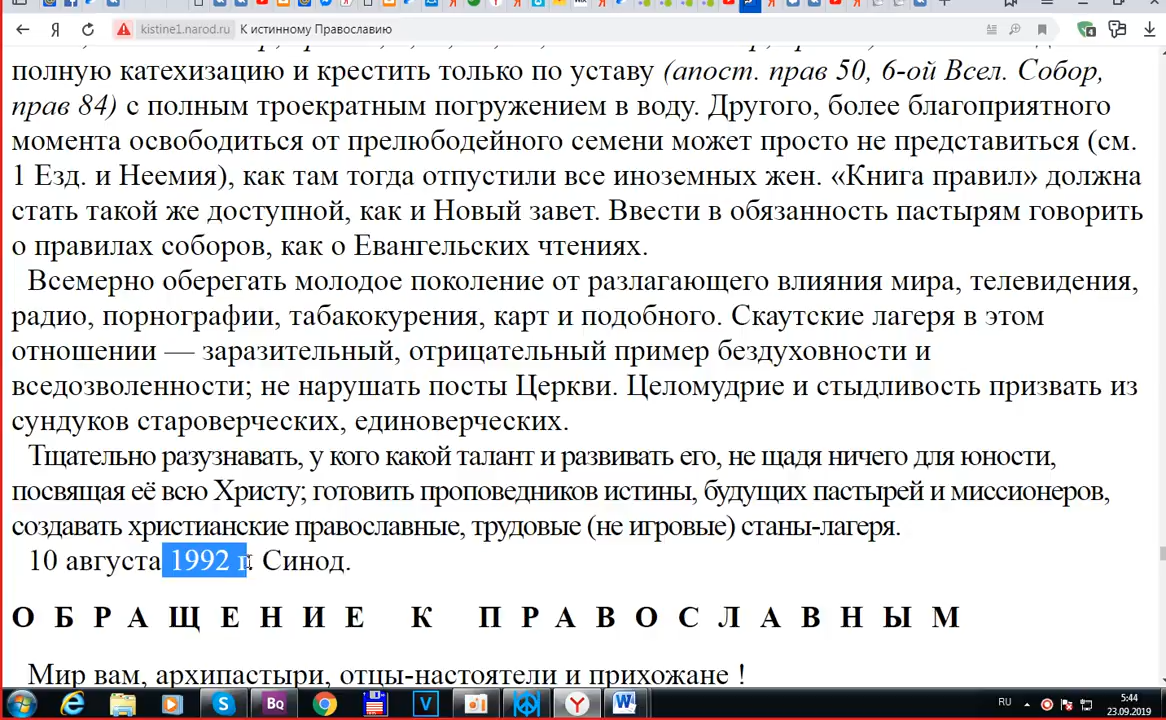 kistine1.narod.ru К истинному Православию
полную катехизацию и крестить только по уставу (апост. прав 50, 6-ой Всел. Собор,
прав 84) с полным троекратным погружением в воду. Другого, более благоприятного
момента освободиться от прелюбодейного семени может просто не представиться (см.
1 Езд. и Неемия), как там тогда отпустили все иноземных жен. «Книга правил» должна
стать такой же доступной, как и Новый завет. Ввести в обязанность пастырям говорить
о правилах соборов, как о Евангельских чтениях.
Всемерно оберегать молодое поколение от разлагающего влияния мира, телевидения,
радио, порнографии, табакокурения, карт и подобного. Скаутские лагеря в этом
отношении — заразительный, отрицательный пример бездуховности и
вседозволенности; не нарушать посты Церкви. Целомудрие и стыдливость призвать из
сундуков староверческих, единоверческих.
Тщательно разузнавать, у кого какой талант и развивать его, не щадя ничего для юности,
посвящая её всю Христу; готовить проповедников истины, будущих пастырей и миссионеров,
создавать христианские православные, трудовые (не игровые) станы-лагеря.
10 августа 1992 г. Синод.
О Б Р А Щ Е Н И Е К П Р А В О С Л А В Н Ы М
Мир вам, архипастыри, отцы-настоятели и прихожане !
RU 5:44
23.09.2019